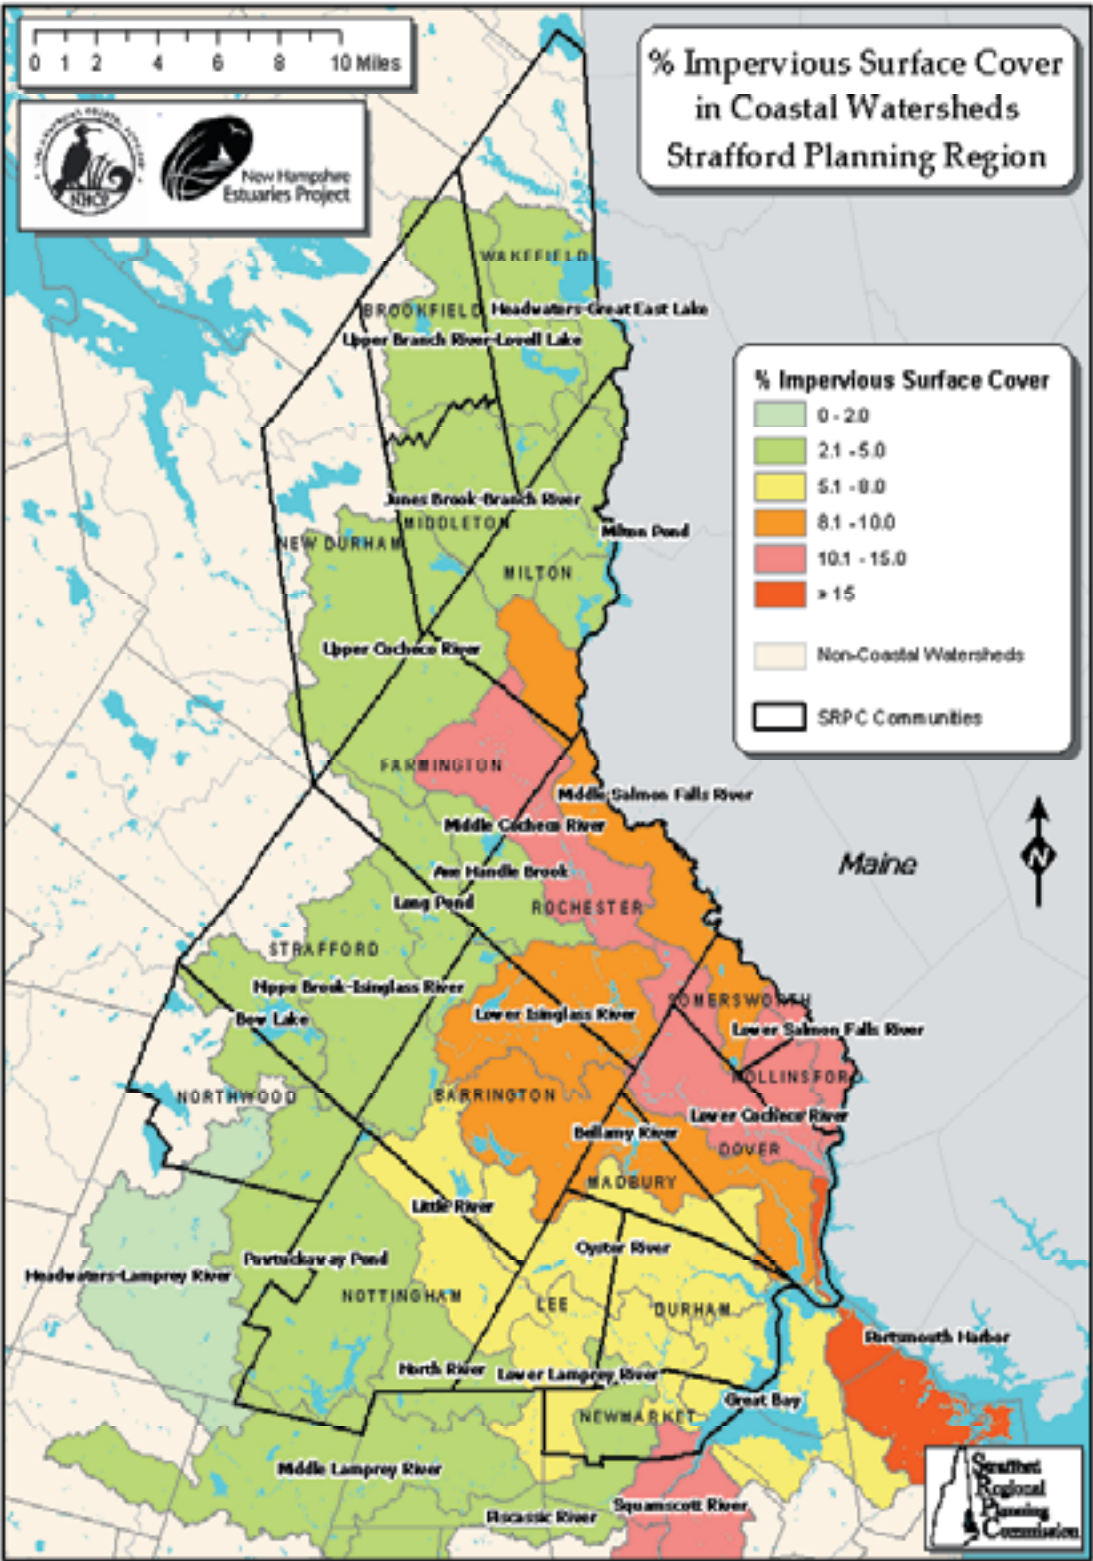 0 1 2 4 6 8 10 Miles
% Impervious Surface Cover
in Coastal Watersheds
Strafford Planning Region
NHCP
New Hampshire
Estuaries Project
WAKEFIELD
BROOKFIELD
Headwaters-Great East Lake
Upper Branch River-Lovell Lake
% Impervious Surface Cover
0 - 2.0
2.1 - 5.0
5.1 - 8.0
8.1 - 10.0
10.1 - 15.0
> 15
Non-Coastal Watersheds
SRPC Communities
Jones Brook-Branch River
MIDDLETON
Milton Pond
NEW DURHAM
MILTON
Upper Cocheco River
FARMINGTON
Middle Salmon Falls River
Middle Cocheco River
Maine
N
Axe Handle Brook
Lang Pond
ROCHESTER
STRAFFORD
Nippo Brook-Isinglass River
SOMERSWORTH
Bow Lake
Lower Isinglass River
Lower Salmon Falls River
ROLLINSFORD
NORTHWOOD
BARRINGTON
Lower Cocheco River
Bellamy River
DOVER
MADBURY
Little River
Oyster River
Pawtuckaway Pond
Headwaters-Lamprey River
NOTTINGHAM
LEE
DURHAM
Portsmouth Harbor
North River
Lower Lamprey River
Great Bay
NEWMARKET
Middle Lamprey River
Squamscott River
Piscassic River
Strafford
Regional
Planning
Commission